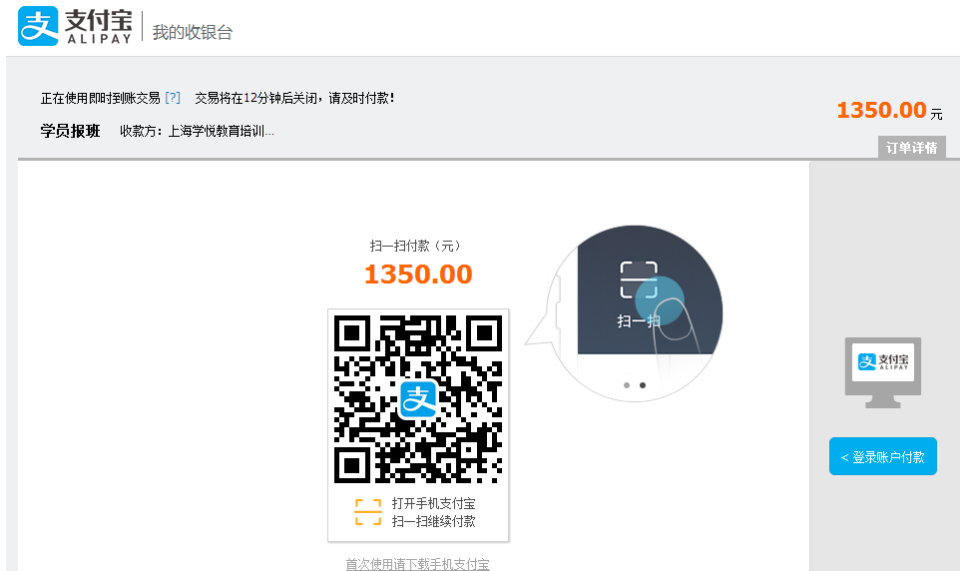 支付宝
ALIPAY
我的收银台
正在使用即时到账交易 [?] 交易将在12分钟后关闭，请及时付款！
1350.00 元
学员报班 收款方：上海学悦教育培训...
订单详情
扫一扫付款（元）
1350.00
扫一扫
支
支付宝
ALIPAY
< 登录账户付款
打开手机支付宝
扫一扫继续付款
首次使用请下载手机支付宝